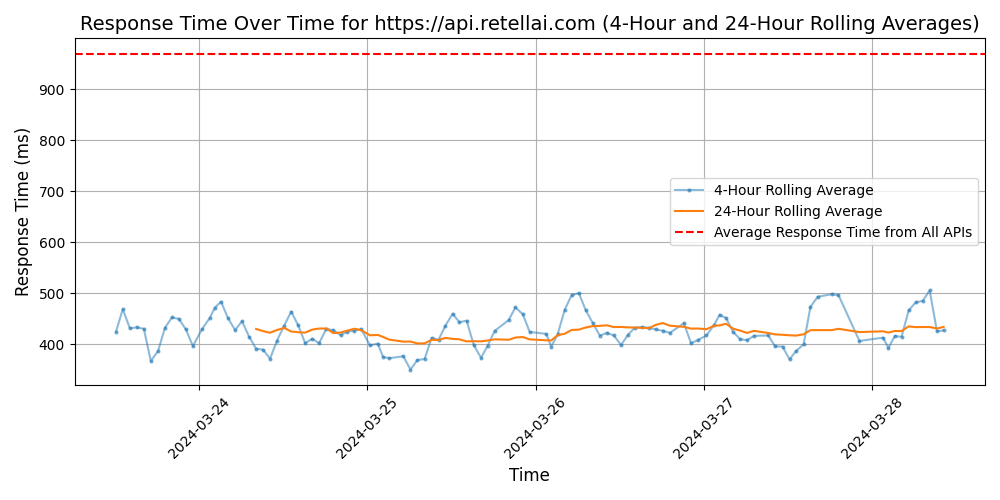 Response Time Over Time for https://api.retellai.com (4-Hour and 24-Hour Rolling Averages)
Response Time (ms)
900
800
700
600
500
400
4-Hour Rolling Average
24-Hour Rolling Average
Average Response Time from All APIs
2024-03-24
2024-03-25
2024-03-26
2024-03-27
2024-03-28
Time